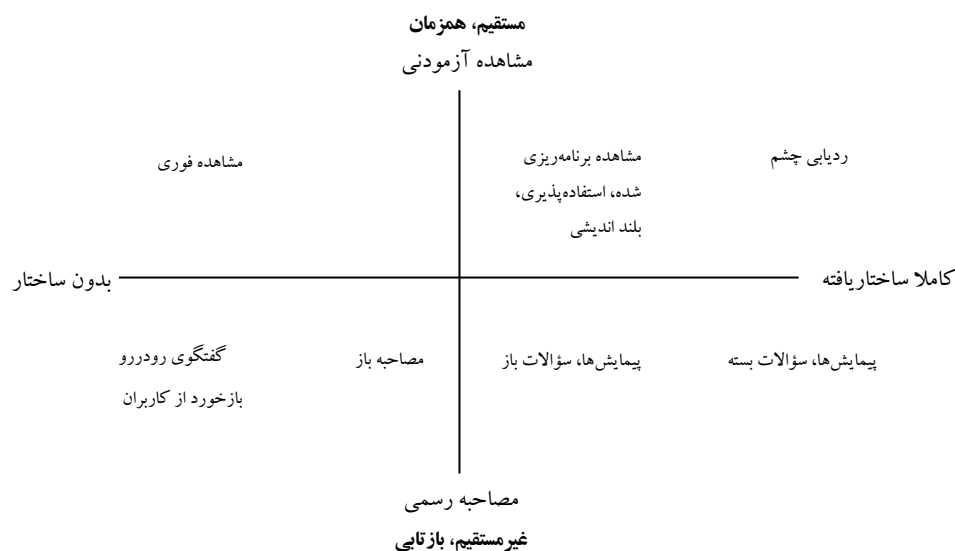 مستقیم، همزمان
مشاهده آزمودنی
ردیابی چشم
مشاهده برنامه‌ریزی
شده، استفاده‌پذیری،
بلند اندیشی
مشاهده فوری
کاملا ساختاریافته
بدون ساختار
پیمایش‌ها، سؤالات بسته
پیمایش‌ها، سؤالات باز
مصاحبه باز
گفتگوی رودررو
بازخورد از کاربران
مصاحبه رسمی
غیرمستقیم، بازتابی